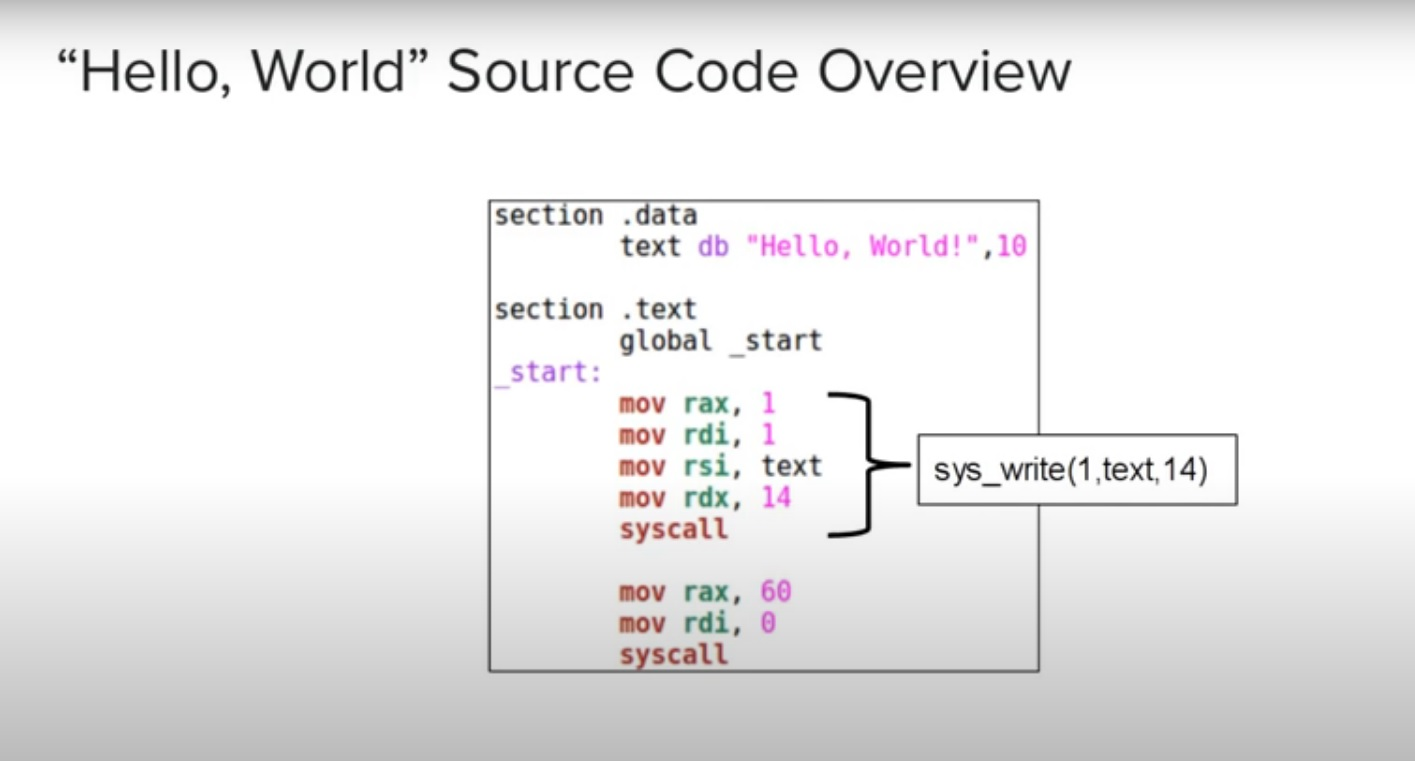 “Hello, World” Source Code Overview
section .data
text db "Hello, World!",10
section .text
global _start
_start:
mov rax, 1
mov rdi, 1
mov rsi, text
mov rdx, 14
syscall
sys_write(1,text,14)
mov rax, 60
mov rdi, 0
syscall